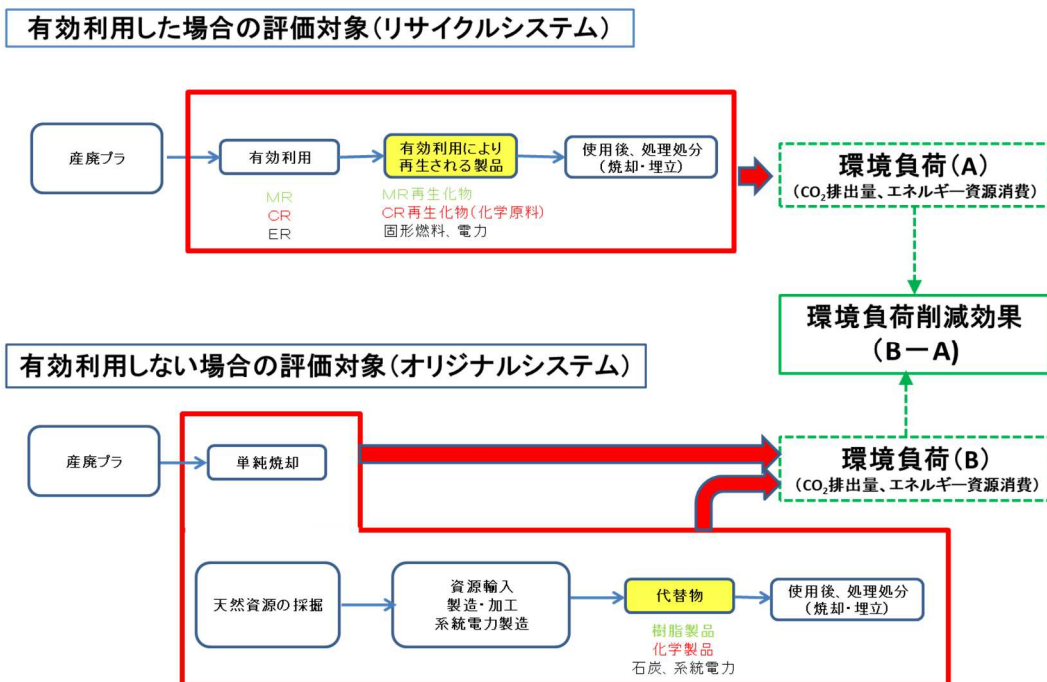 有効利用した場合の評価対象(リサイクルシステム)
産廃プラ
有効利用
MR
CR
ER
有効利用により
再生される製品
MR再生化物
CR再生化物(化学原料)
固形燃料、電力
使用後、処理処分
(焼却・埋立)
環境負荷(A)
(CO₂排出量、エネルギー資源消費)
環境負荷削減効果
(B－A)
有効利用しない場合の評価対象(オリジナルシステム)
産廃プラ
単純焼却
環境負荷(B)
(CO₂排出量、エネルギー資源消費)
天然資源の採掘
資源輸入
製造・加工
系統電力製造
代替物
樹脂製品
化学製品
石炭、系統電力
使用後、処理処分
(焼却・埋立)